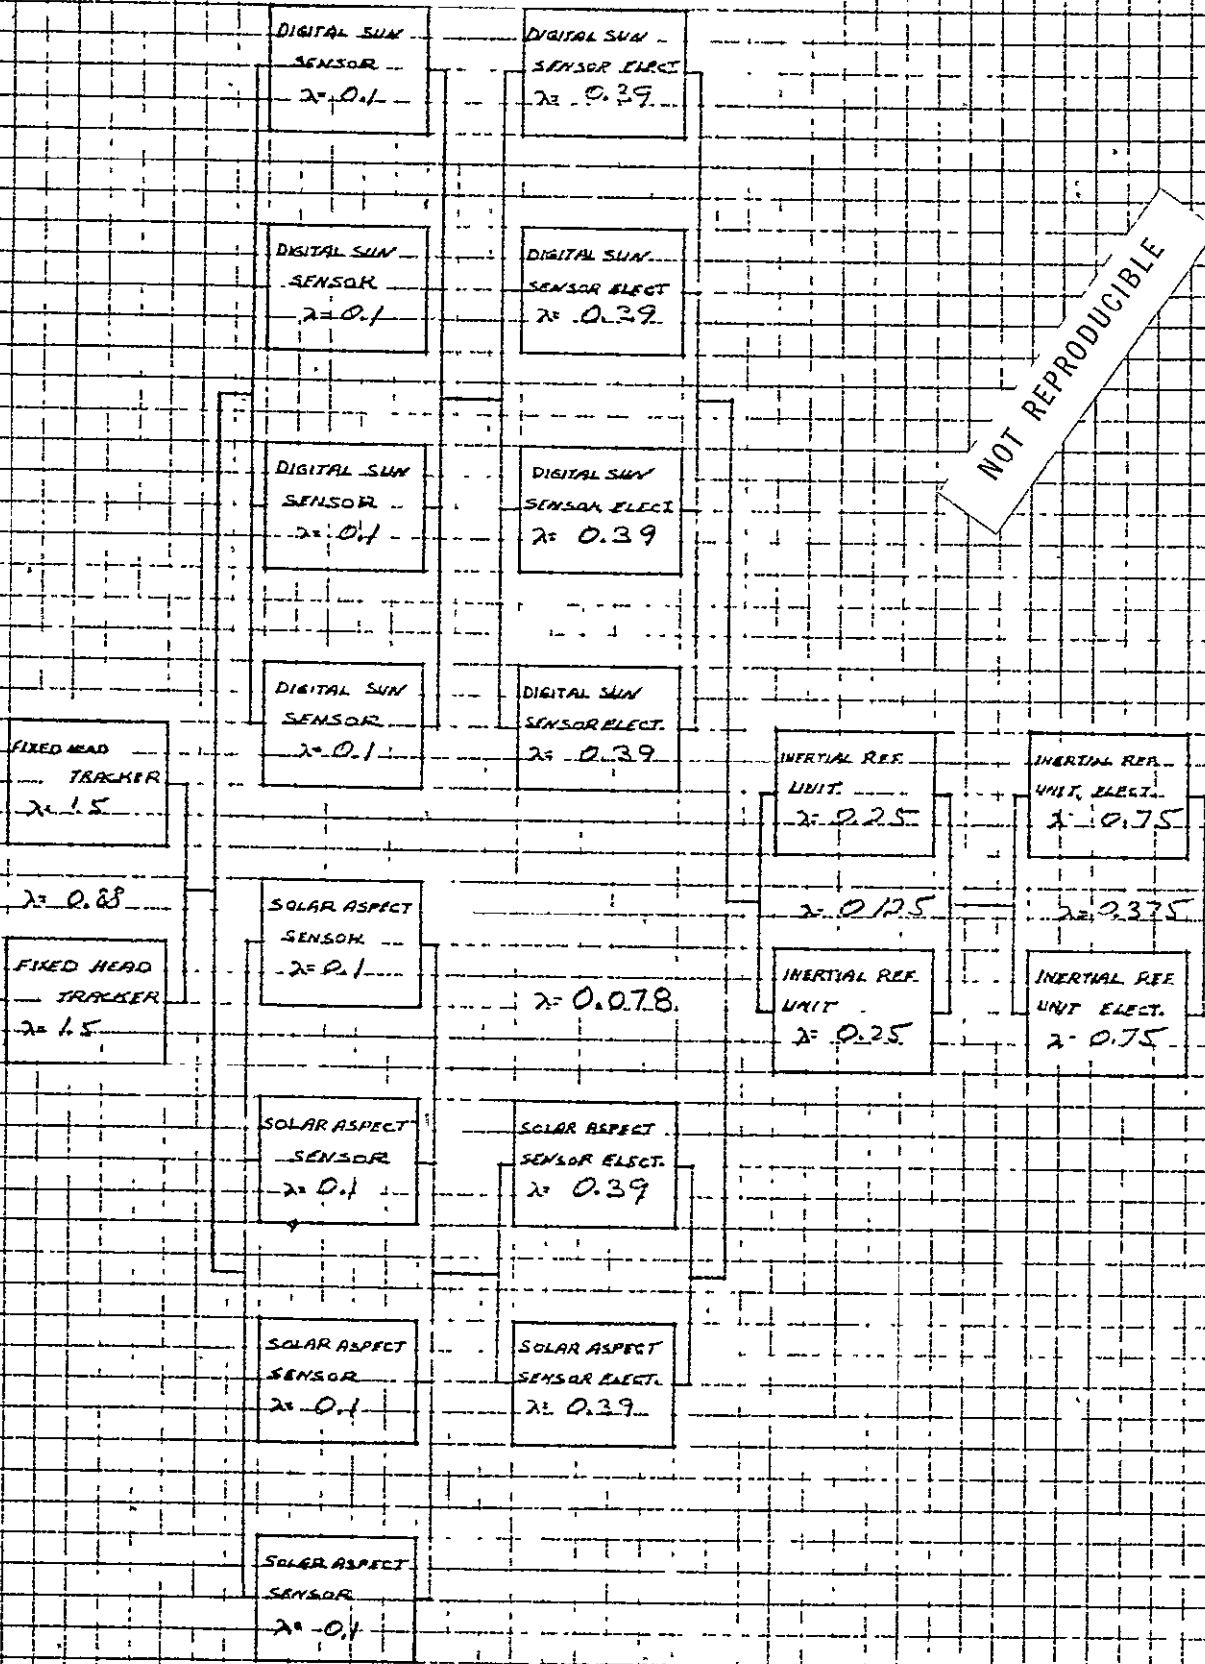 DIGITAL SUN
SENSOR
λ= 0.1
DIGITAL SUN
SENSOR ELECT
λ= 0.39
DIGITAL SUN
SENSOR
λ= 0.1
DIGITAL SUN
SENSOR ELECT
λ= 0.39
NOT REPRODUCIBLE
DIGITAL SUN
SENSOR
λ= 0.1
DIGITAL SUN
SENSOR ELECT
λ= 0.39
DIGITAL SUN
SENSOR
λ= 0.1
DIGITAL SUN
SENSOR ELECT.
λ= 0.39
FIXED HEAD
TRACKER
λ= 1.5
λ= 0.88
FIXED HEAD
TRACKER
λ= 1.5
INERTIAL REF.
UNIT.
λ= 0.25
λ= 0.125
INERTIAL REF.
UNIT
λ= 0.25
INERTIAL REF.
UNIT, ELECT.
λ= 0.75
λ= 0.375
INERTIAL REF.
UNIT ELECT.
λ= 0.75
SOLAR ASPECT
SENSOR
λ= 0.1
λ= 0.078
SOLAR ASPECT
SENSOR
λ= 0.1
SOLAR ASPECT
SENSOR ELECT.
λ= 0.39
SOLAR ASPECT
SENSOR
λ= 0.1
SOLAR ASPECT
SENSOR ELECT.
λ= 0.39
SOLAR ASPECT
SENSOR
λ= 0.1